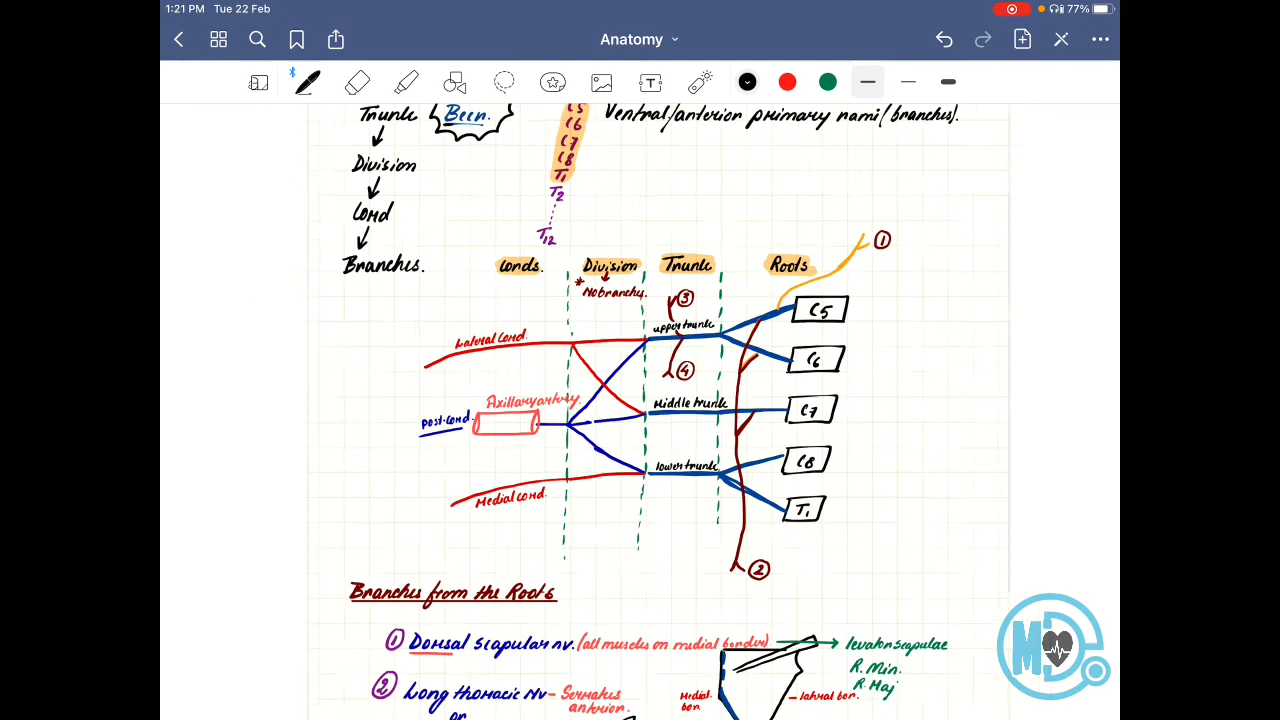 1:21 PM Tue 22 Feb
77%
Anatomy
T
Trunk
Been.
C5
C6
C7
C8
T1
T2
T12
Ventral/anterior primary rami (branches).
Division
Cord
Branches.
Cords.
Division
Trunk
Roots
* No branches.
1
3
upper trunk
4
C5
C6
Lateral Cord.
Axillary artery.
Post-Cord.
Middle trunk
C7
lower trunk
C8
Medial Cord.
T1
2
Branches from the Roots
1 Dorsal scapular nv. (all muscles on medial border) → levator scapulae
R. Min.
R. Maj
2 Long thoracic Nv - Serratus
anterior.
or
Medial
bor
- lateral bor.
M